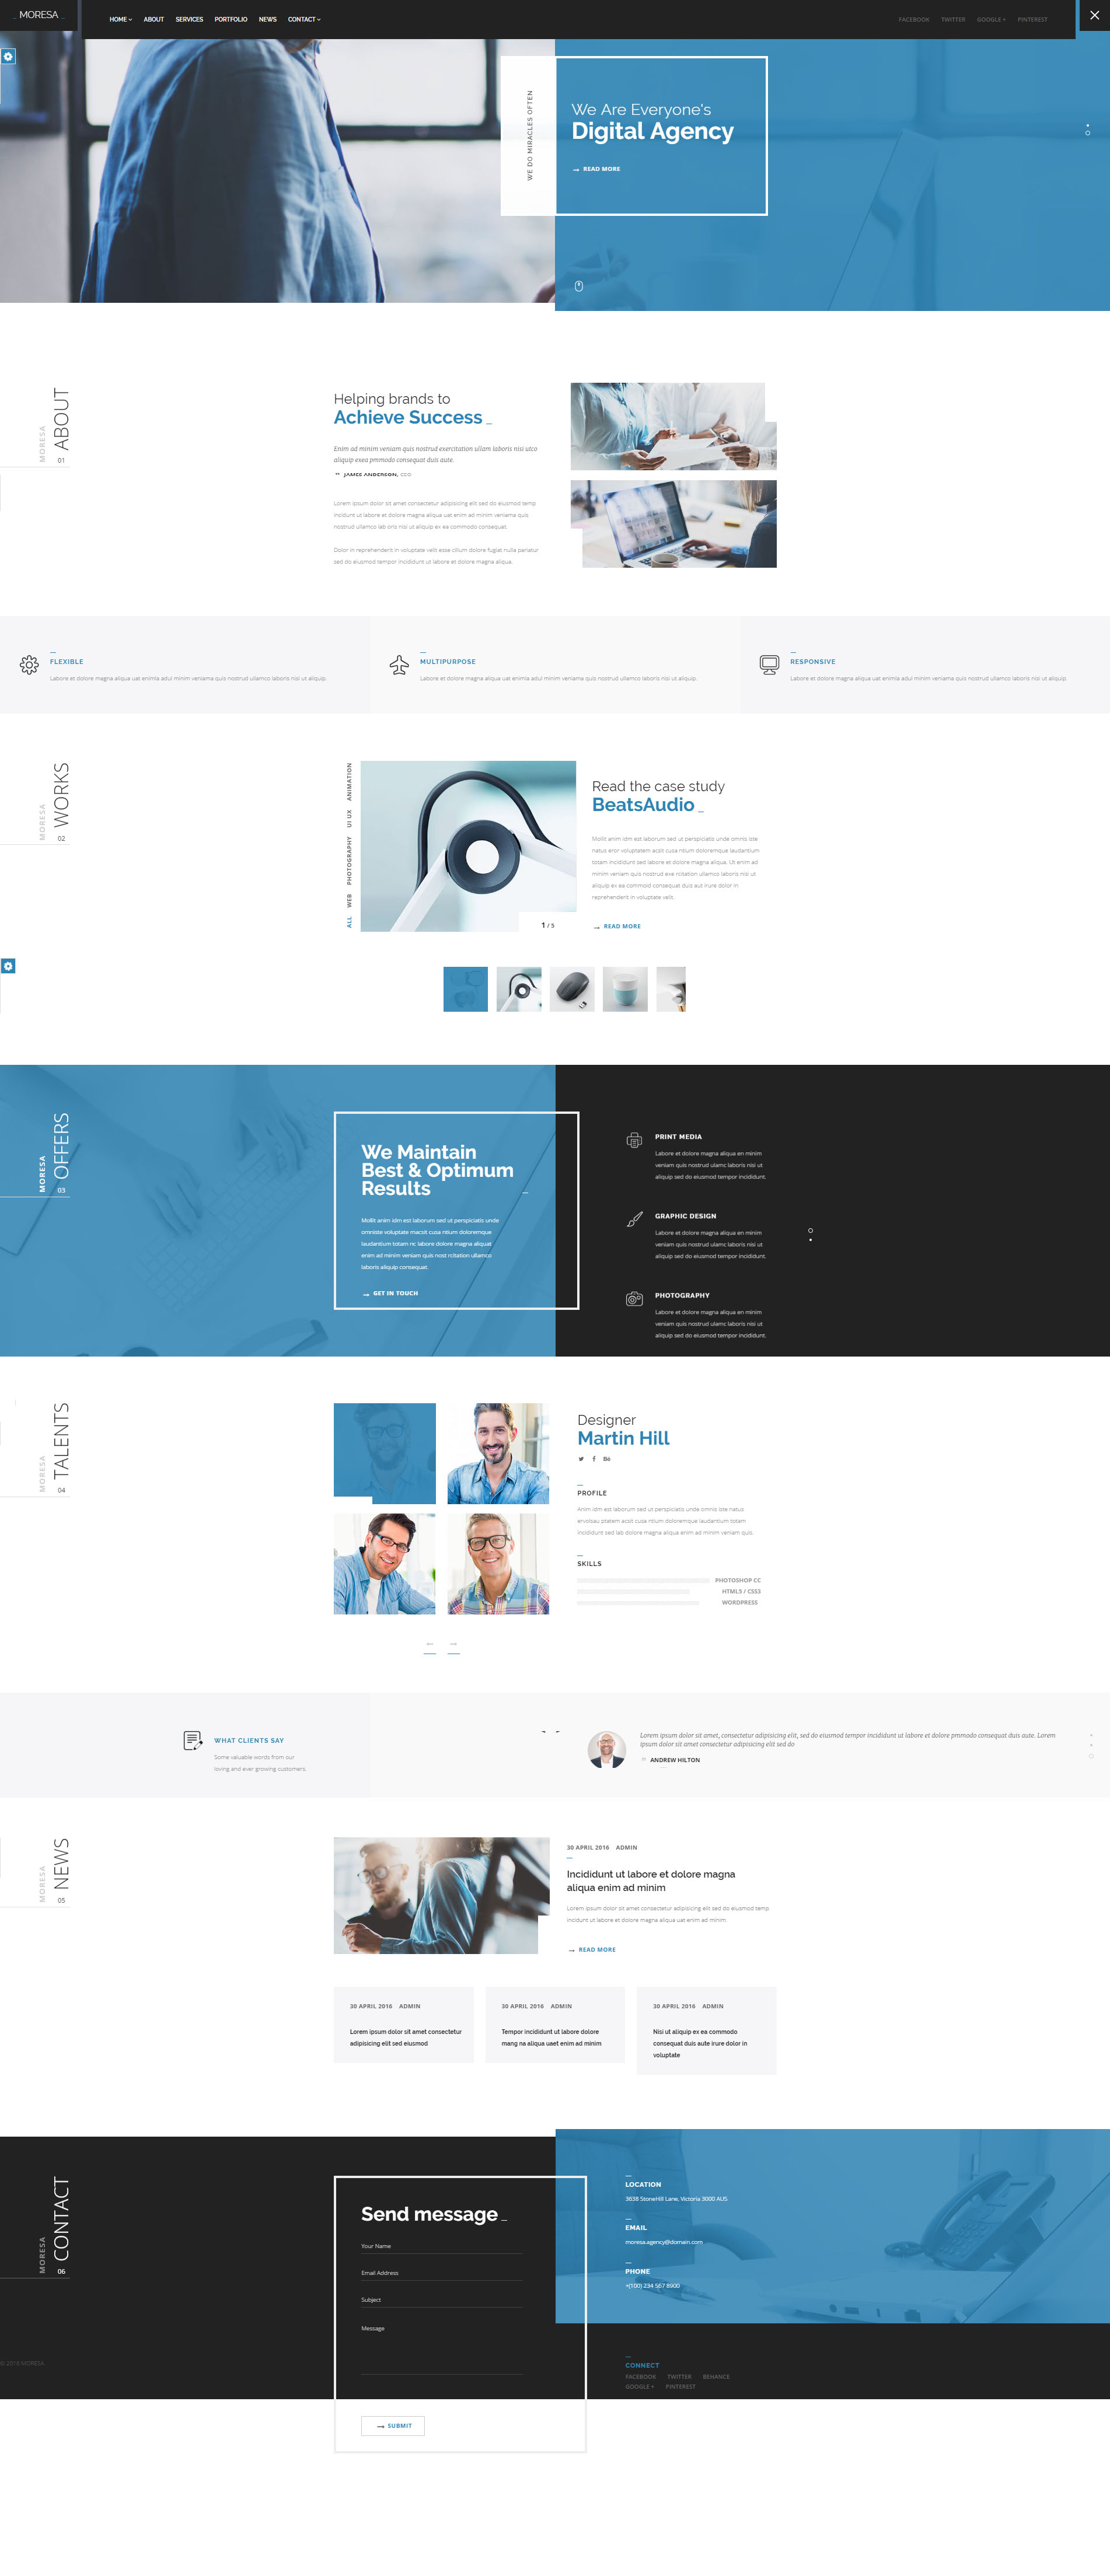 _ MORESA _
HOME ABOUT SERVICES PORTFOLIO NEWS CONTACT
FACEBOOK TWITTER GOOGLE + PINTEREST
WE DO MIRACLES OFTEN
We Are Everyone's
Digital Agency
→ READ MORE
MORESA
ABOUT
01
Helping brands to
Achieve Success _
Enim ad minim veniam quis nostrud exercitation ullam laboris nisi utco
aliquip exea pmmodo consequat duis aute.
JAMES ANDERSON, CEO
Lorem ipsum dolor sit amet consectetur adipisicing elit sed do eiusmod temp
incidunt ut labore et dolore magna aliqua uat enim ad minim veniama quis
nostrud ullamco lab oris nisi ut aliquip ex ea commodo consequat.
Dolor in reprehenderit in voluptate velit esse cillum dolore fugiat nulla pariatur
sed do eiusmod tempor incididunt ut labore et dolore magna aliqua.
FLEXIBLE
Labore et dolore magna aliqua uat enimla adul minim veniama quis nostrud ullamco laboris nisi ut aliquip.
MULTIPURPOSE
Labore et dolore magna aliqua uat enimla adul minim veniama quis nostrud ullamco laboris nisi ut aliquip.
RESPONSIVE
Labore et dolore magna aliqua uat enimla adul minim veniama quis nostrud ullamco laboris nisi ut aliquip.
MORESA
WORKS
02
ALL WEB PHOTOGRAPHY UI UX ANIMATION
1 / 5
Read the case study
BeatsAudio _
Mollit anim idm est laborum sed ut perspiciatis unde omnis iste
natus error voluptatem acslt cusa ntium doloremque laudantium
totam incididunt sed labore et dolore magna aliqua. Ut enim ad
minim veniam quis nostrud exe rcitation ullamco laboris nisi ut
aliquip ex ea commoid consequat duis aut irure dolor in
reprehenderit in voluptate velit.
→ READ MORE
MORESA
OFFERS
03
We Maintain
Best & Optimum
Results _
Mollit anim idm est laborum sed ut perspiciatis unde
omniste voluptate macslt cusa ntium doloremque
laudantium totam nc labore dolore magna aliquat
enim ad minim veniam quis nost rcitation ullamco
laboris aliquip consequat.
→ GET IN TOUCH
PRINT MEDIA
Labore et dolore magna aliqua en minim
veniam quis nostrud ulamc laboris nisi ut
aliquip sed do eiusmod tempor incididunt.
GRAPHIC DESIGN
Labore et dolore magna aliqua en minim
veniam quis nostrud ulamc laboris nisi ut
aliquip sed do eiusmod tempor incididunt.
PHOTOGRAPHY
Labore et dolore magna aliqua en minim
veniam quis nostrud ulamc laboris nisi ut
aliquip sed do eiusmod tempor incididunt.
MORESA
TALENTS
04
Designer
Martin Hill
PROFILE
Anim idm est laborum sed ut perspiciatis unde omnis iste natus
ervolsau ptatem acslt cusa ntium doloremque laudantium totam
incididunt sed lab dolore magna aliqua enim ad minim veniam quis.
SKILLS
PHOTOSHOP CC
HTML5 / CSS3
WORDPRESS
← →
WHAT CLIENTS SAY
Some valuable words from our
loving and ever growing customers.
Lorem ipsum dolor sit amet, consectetur adipisicing elit, sed do eiusmod tempor incididunt ut labore et dolore pmmodo consequat duis aute. Lorem
ipsum dolor sit amet consectetur adipisicing elit sed do
ANDREW HILTON
MORESA
NEWS
05
30 APRIL 2016 ADMIN
Incididunt ut labore et dolore magna
aliqua enim ad minim
Lorem ipsum dolor sit amet consectetur adipisicing elit sed do eiusmod temp
incidunt ut labore et dolore magna aliqua uat enim ad minim.
→ READ MORE
30 APRIL 2016 ADMIN
Lorem ipsum dolor sit amet consectetur
adipisicing elit sed eiusmod
30 APRIL 2016 ADMIN
Tempor incididunt ut labore dolore
mang na aliqua uaet enim ad minim
30 APRIL 2016 ADMIN
Nisi ut aliquip ex ea commodo
consequat duis aute irure dolor in
voluptate
MORESA
CONTACT
06
Send message _
Your Name
Email Address
Subject
Message
→ SUBMIT
LOCATION
3638 StoneHill Lane, Victoria 3000 AUS
EMAIL
moresa.agency@domain.com
PHONE
+(100) 234 567 8900
CONNECT
FACEBOOK TWITTER BEHANCE
GOOGLE + PINTEREST
© 2016 MORESA